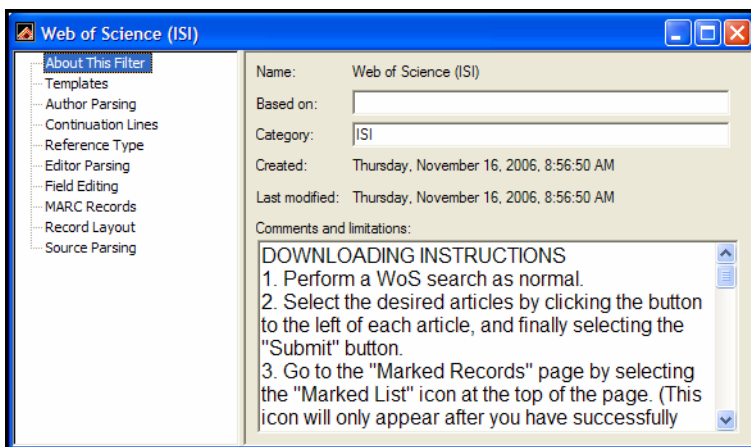 Web of Science (ISI)
About This Filter
Templates
Author Parsing
Continuation Lines
Reference Type
Editor Parsing
Field Editing
MARC Records
Record Layout
Source Parsing
Name: Web of Science (ISI)
Based on:
Category: ISI
Created: Thursday, November 16, 2006, 8:56:50 AM
Last modified: Thursday, November 16, 2006, 8:56:50 AM
Comments and limitations:
DOWNLOADING INSTRUCTIONS
1. Perform a WoS search as normal.
2. Select the desired articles by clicking the button
to the left of each article, and finally selecting the
"Submit" button.
3. Go to the "Marked Records" page by selecting
the "Marked List" icon at the top of the page. (This
icon will only appear after you have successfully